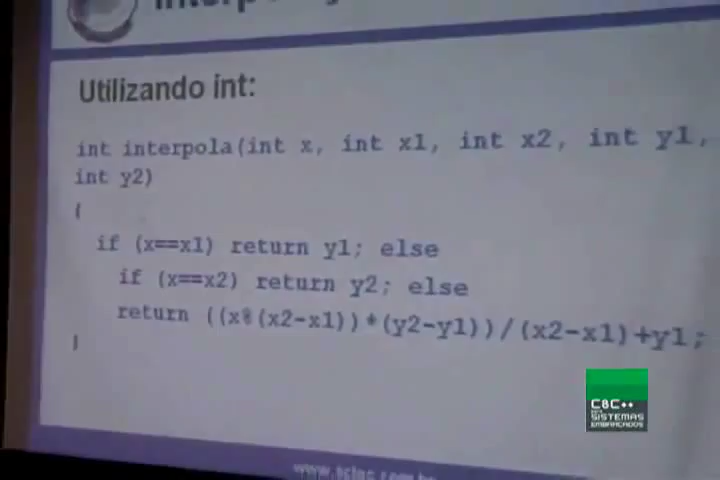 Utilizando int:
int interpola(int x, int x1, int x2, int y1,
int y2)
{
if (x==x1) return y1; else
if (x==x2) return y2; else
return ((x%(x2-x1))*(y2-y1))/(x2-x1)+y1;
}
C&C++
SISTEMAS
EMBARCADOS